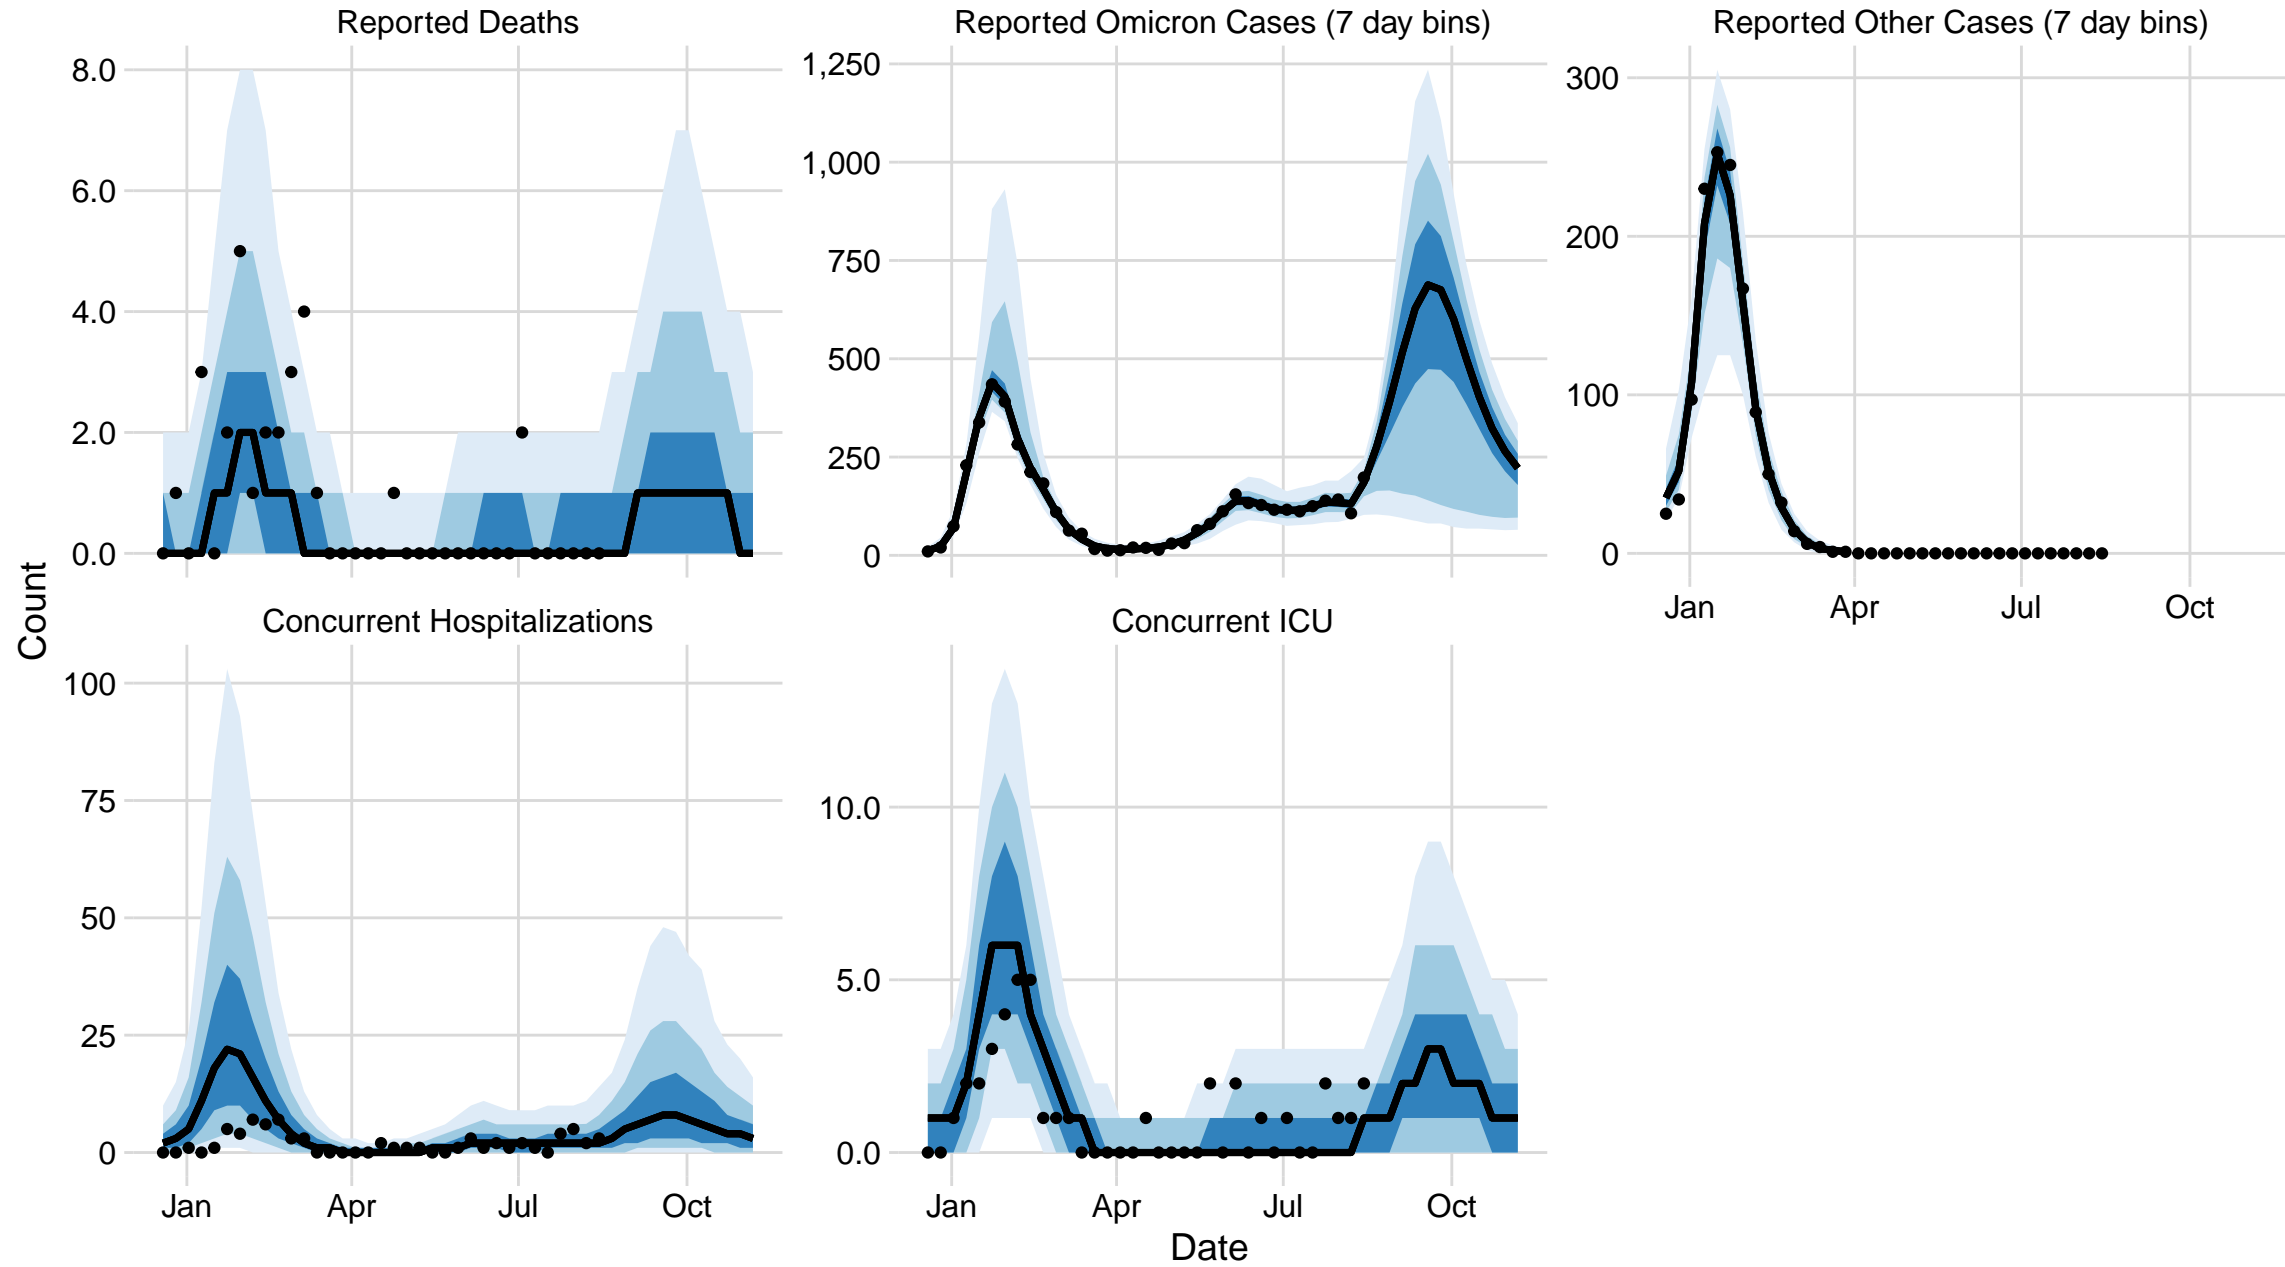 Reported Deaths
8.0
6.0
4.0
2.0
0.0
Reported Omicron Cases (7 day bins)
1,250
1,000
750
500
250
0
Reported Other Cases (7 day bins)
300
200
100
0
Jan Apr Jul Oct
Count
Concurrent Hospitalizations
100
75
50
25
0
Jan Apr Jul Oct
Concurrent ICU
10.0
5.0
0.0
Jan Apr Jul Oct
Date